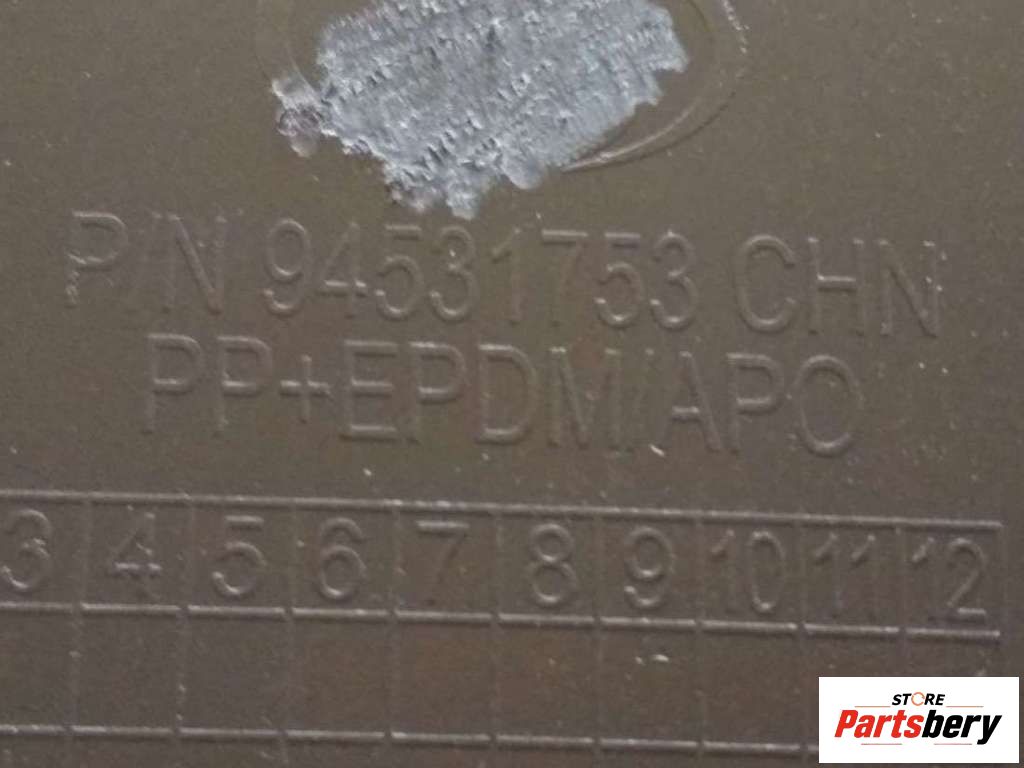 P/N 94531753 CHN
PP+EPDM/APO
3 4 5 6 7 8 9 10 11 12
STORE
Partsbery